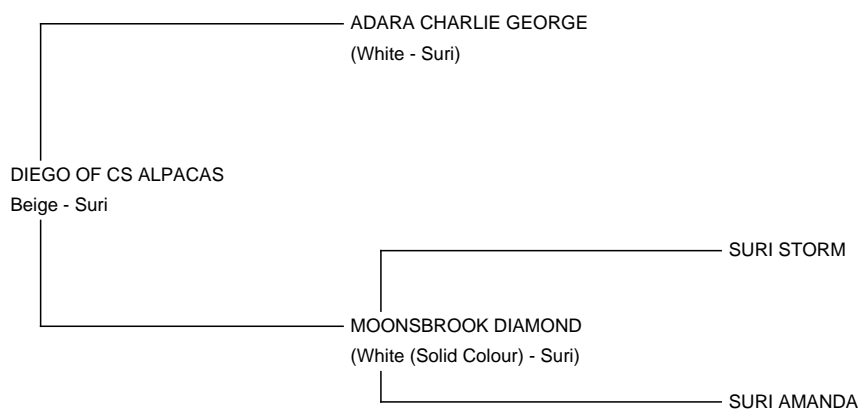 ADARA CHARLIE GEORGE
(White - Suri)
DIEGO OF CS ALPACAS
Beige - Suri
SURI STORM
MOONSBROOK DIAMOND
(White (Solid Colour) - Suri)
SURI AMANDA